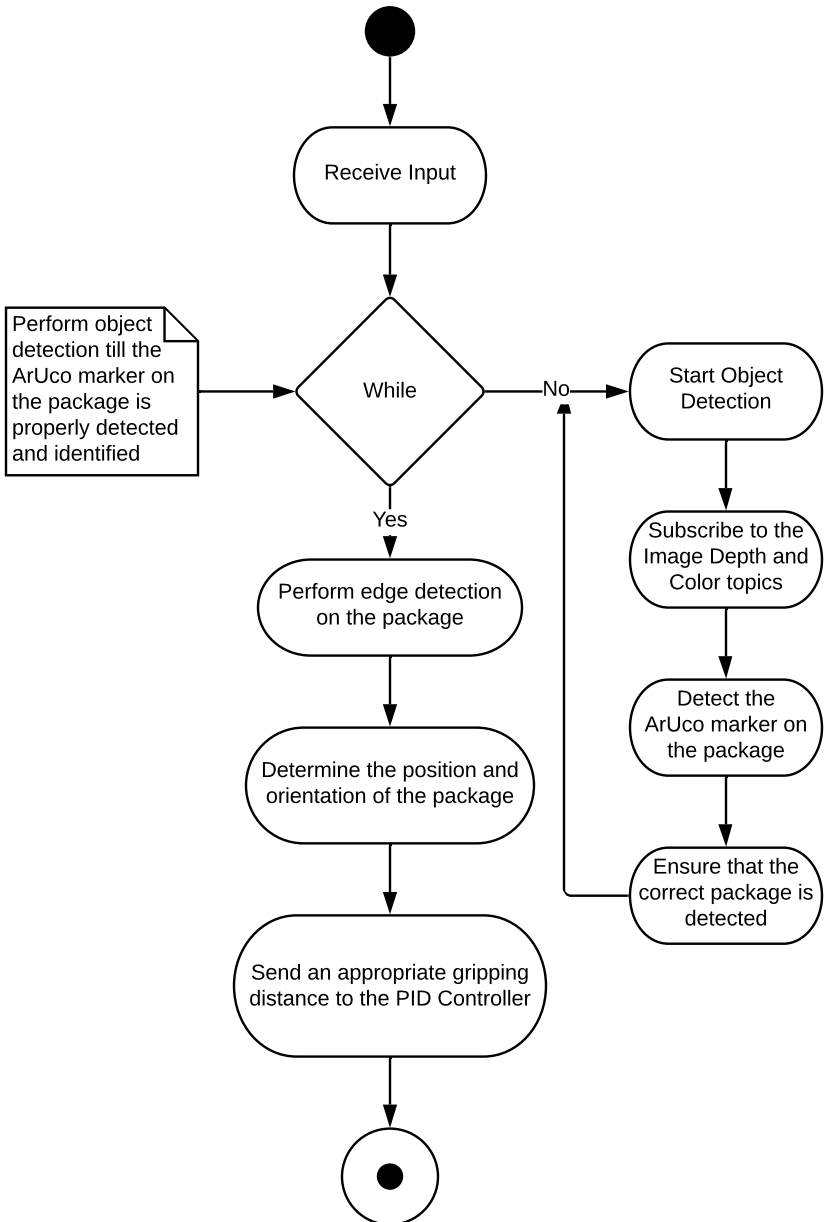 Receive Input
Perform object
detection till the
ArUco marker on
the package is
properly detected
and identified
While
No
Start Object
Detection
Yes
Subscribe to the
Image Depth and
Color topics
Perform edge detection
on the package
Detect the
ArUco marker on
the package
Determine the position and
orientation of the package
Ensure that the
correct package is
detected
Send an appropriate gripping
distance to the PID Controller